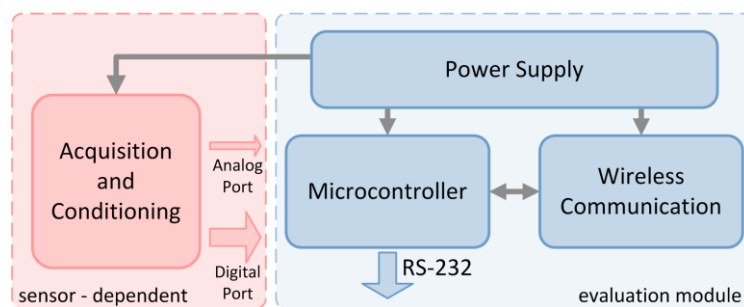 Power Supply
Acquisition
and
Conditioning
Analog
Port
Digital
Port
Microcontroller
Wireless
Communication
RS-232
sensor - dependent
evaluation module